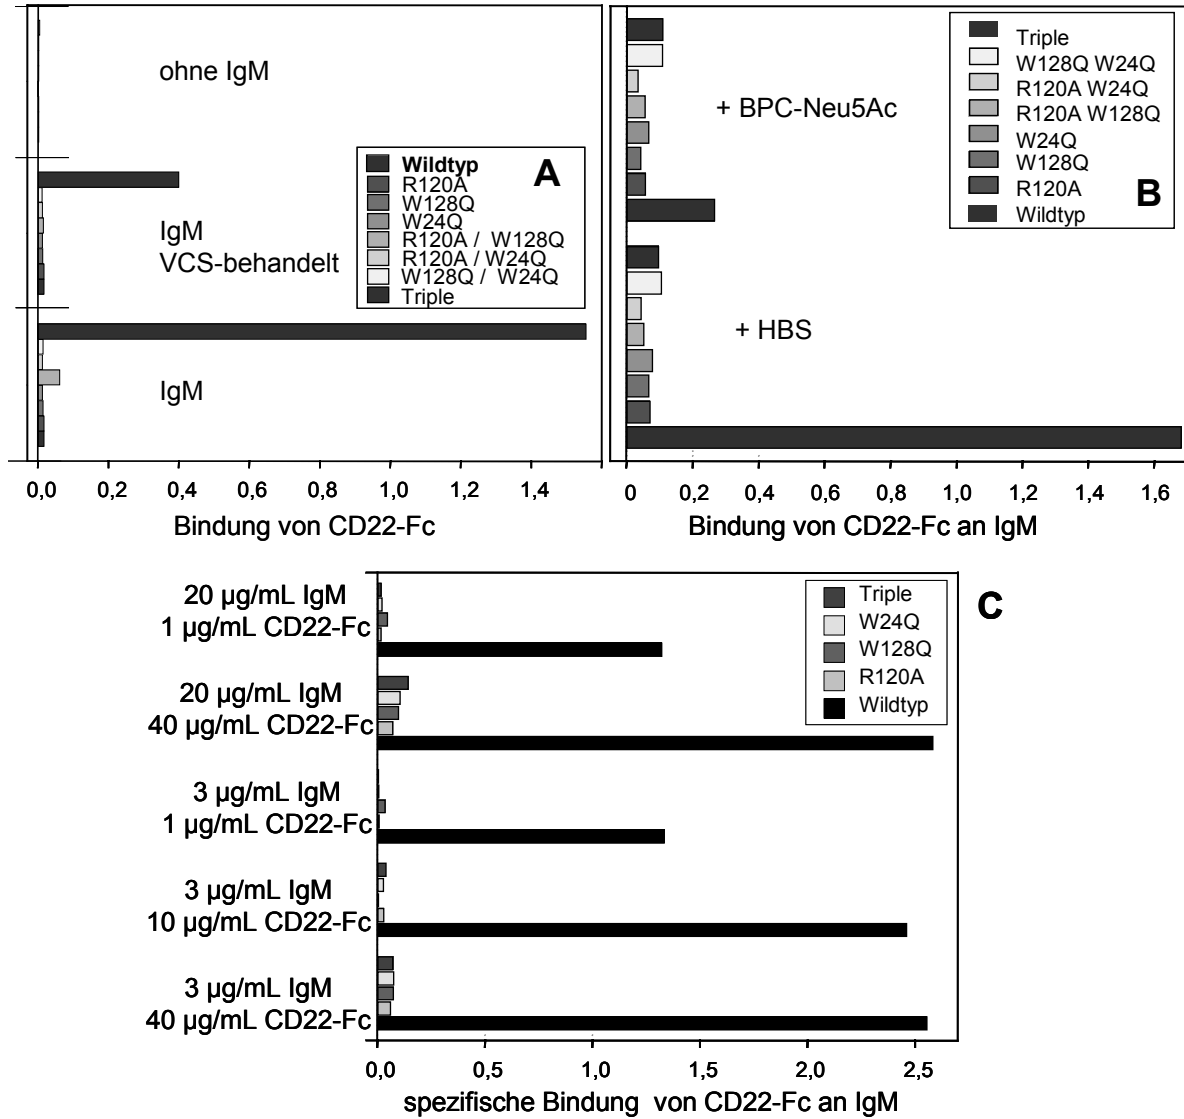 ohne IgM
A
Wildtyp
R120A
W128Q
W24Q
R120A / W128Q
R120A / W24Q
W128Q / W24Q
Triple
IgM
VCS-behandelt
IgM
0,0 0,2 0,4 0,6 0,8 1,0 1,2 1,4
Bindung von CD22-Fc
B
Triple
W128Q W24Q
R120A W24Q
R120A W128Q
W24Q
W128Q
R120A
Wildtyp
+ BPC-Neu5Ac
+ HBS
0 0,2 0,4 0,6 0,8 1,0 1,2 1,4 1,6
Bindung von CD22-Fc an IgM
C
Triple
W24Q
W128Q
R120A
Wildtyp
20 µg/mL IgM
1 µg/mL CD22-Fc
20 µg/mL IgM
40 µg/mL CD22-Fc
3 µg/mL IgM
1 µg/mL CD22-Fc
3 µg/mL IgM
10 µg/mL CD22-Fc
3 µg/mL IgM
40 µg/mL CD22-Fc
0,0 0,5 1,0 1,5 2,0 2,5
spezifische Bindung von CD22-Fc an IgM